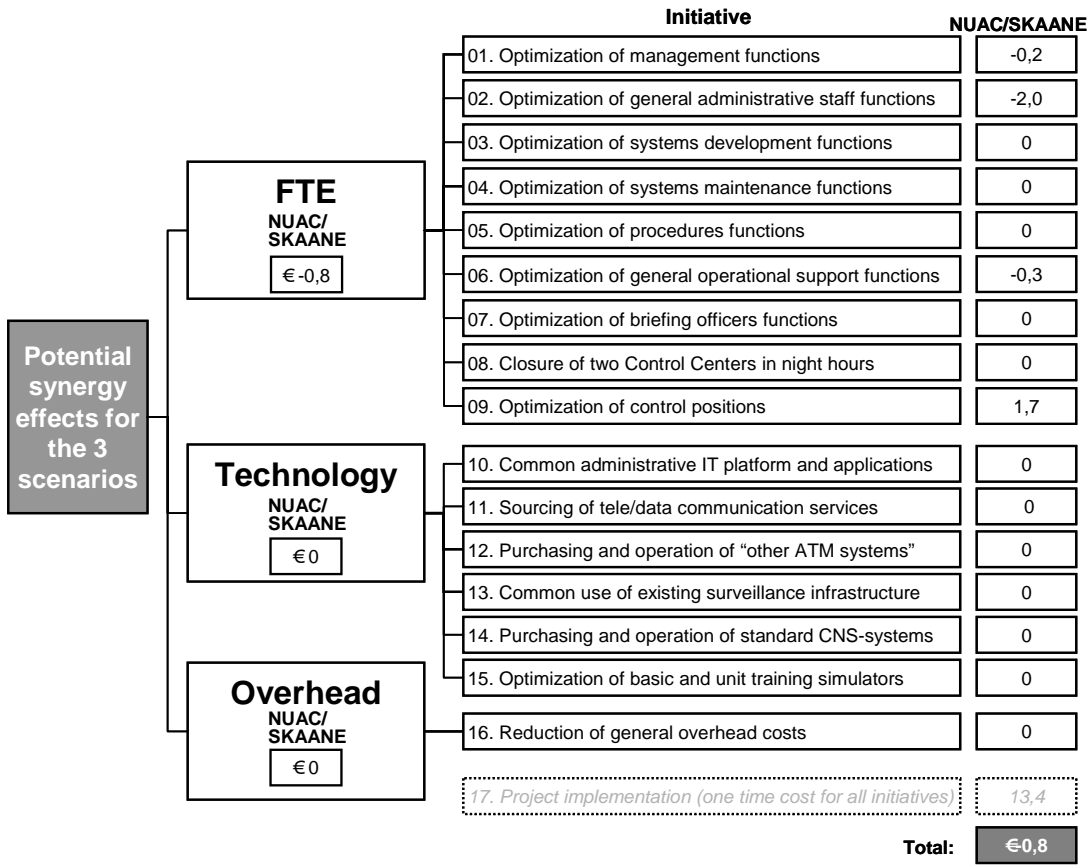 Initiative
NUAC/SKAANE
01. Optimization of management functions -0,2
02. Optimization of general administrative staff functions -2,0
03. Optimization of systems development functions 0
FTE
04. Optimization of systems maintenance functions 0
NUAC/
SKAANE
05. Optimization of procedures functions 0
€ -0,8
06. Optimization of general operational support functions -0,3
07. Optimization of briefing officers functions 0
08. Closure of two Control Centers in night hours 0
09. Optimization of control positions 1,7
Potential
synergy
effects for
the 3
scenarios
Technology
NUAC/
SKAANE
€ 0
10. Common administrative IT platform and applications 0
11. Sourcing of tele/data communication services 0
12. Purchasing and operation of “other ATM systems” 0
13. Common use of existing surveillance infrastructure 0
14. Purchasing and operation of standard CNS-systems 0
15. Optimization of basic and unit training simulators 0
Overhead
NUAC/
SKAANE
€ 0
16. Reduction of general overhead costs 0
17. Project implementation (one time cost for all initiatives) 13,4
Total: €-0,8